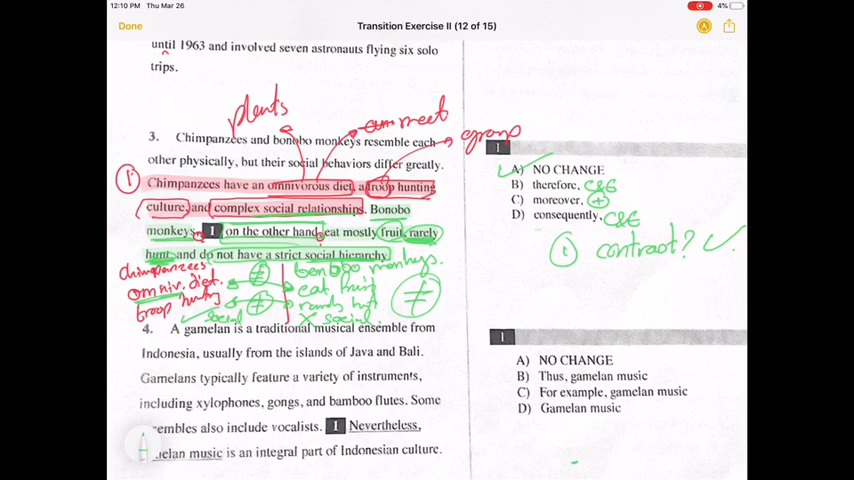 12:10 PM Thu Mar 26
4%
Done
Transition Exercise II (12 of 15)
until 1963 and involved seven astronauts flying six solo
trips.
plants
meet
group
3. Chimpanzees and bonobo monkeys resemble each
other physically, but their social behaviors differ greatly.
1 Chimpanzees have an omnivorous diet, a troop hunting
culture, and complex social relationships. Bonobo
monkeys, 1 on the other hand, eat mostly fruit, rarely
hunt, and do not have a strict social hierarchy.
chimpanzees
omniv. diet.
troop hunting
social
≠
≠
bonobo monkeys.
eat fruit
rarely hunt
X social.
≠
1
A) NO CHANGE
B) therefore, C&E
C) moreover, +
D) consequently, C&E
1 contract? ✓.
4. A gamelan is a traditional musical ensemble from
Indonesia, usually from the islands of Java and Bali.
Gamelans typically feature a variety of instruments,
including xylophones, gongs, and bamboo flutes. Some
sembles also include vocalists. 1 Nevertheless,
melan music is an integral part of Indonesian culture.
1
A) NO CHANGE
B) Thus, gamelan music
C) For example, gamelan music
D) Gamelan music